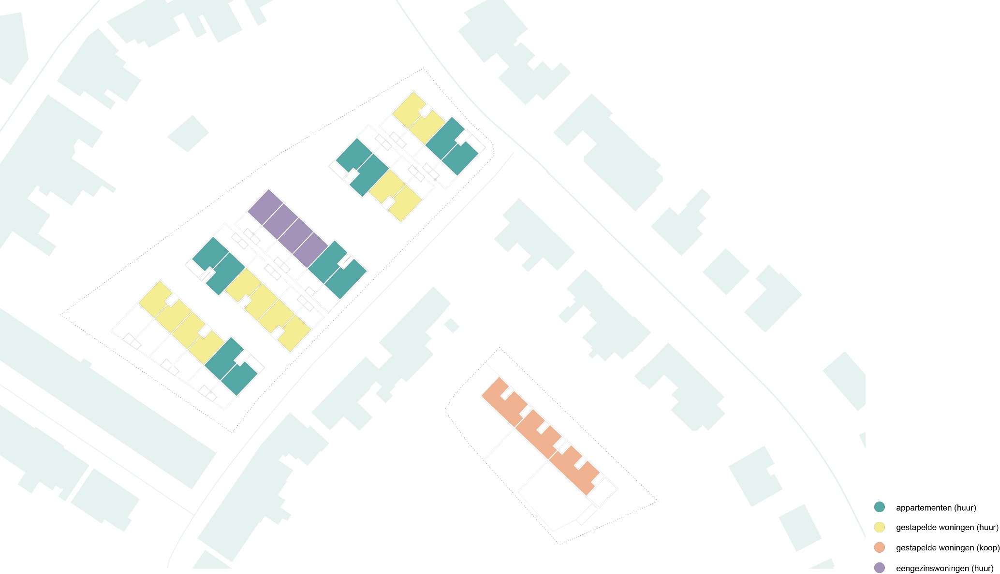 appartementen (huur)
gestapelde woningen (huur)
gestapelde woningen (koop)
eengezinswoningen (huur)